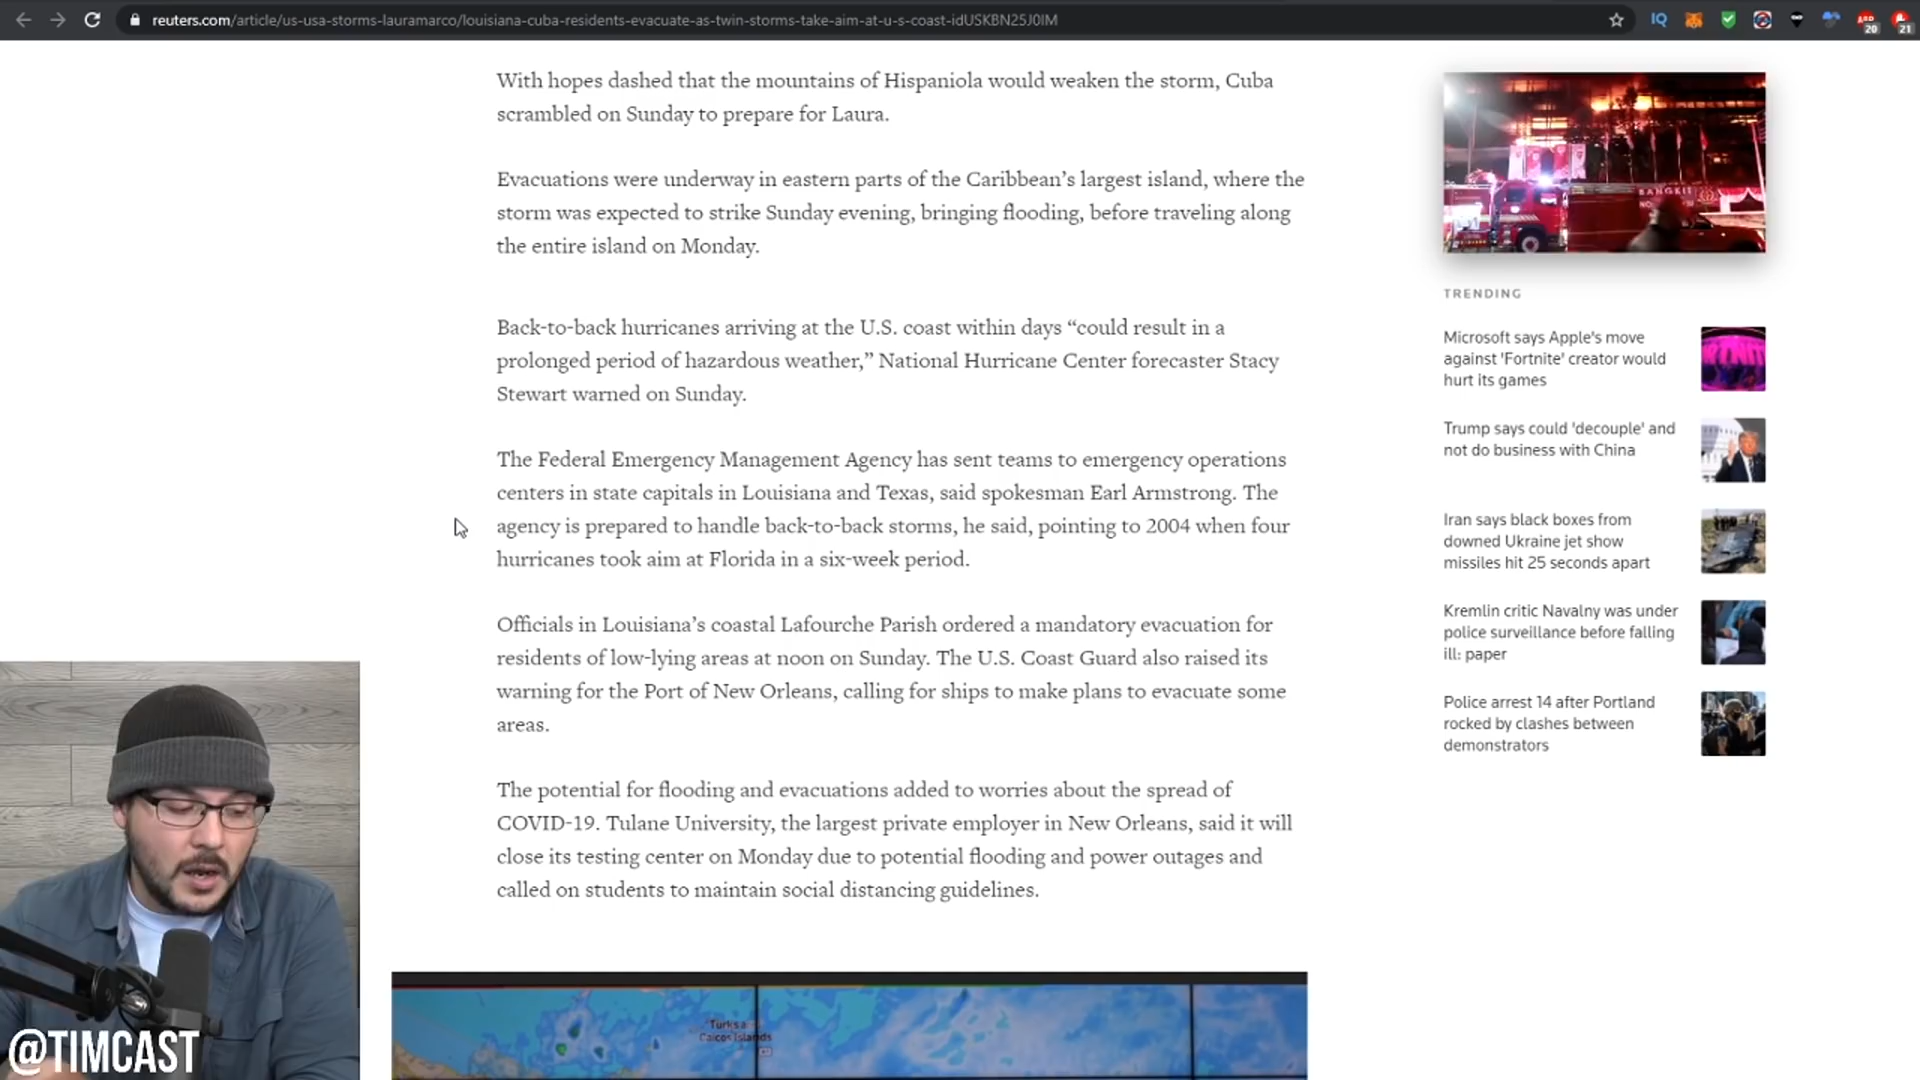 reuters.com/article/us-usa-storms-lauramarco/louisiana-cuba-residents-evacuate-as-twin-storms-take-aim-at-u-s-coast-idUSKBN25J0IM
IQ
20
21
With hopes dashed that the mountains of Hispaniola would weaken the storm, Cuba
scrambled on Sunday to prepare for Laura.
Evacuations were underway in eastern parts of the Caribbean’s largest island, where the
storm was expected to strike Sunday evening, bringing flooding, before traveling along
the entire island on Monday.
Back-to-back hurricanes arriving at the U.S. coast within days “could result in a
prolonged period of hazardous weather,” National Hurricane Center forecaster Stacy
Stewart warned on Sunday.
The Federal Emergency Management Agency has sent teams to emergency operations
centers in state capitals in Louisiana and Texas, said spokesman Earl Armstrong. The
agency is prepared to handle back-to-back storms, he said, pointing to 2004 when four
hurricanes took aim at Florida in a six-week period.
Officials in Louisiana’s coastal Lafourche Parish ordered a mandatory evacuation for
residents of low-lying areas at noon on Sunday. The U.S. Coast Guard also raised its
warning for the Port of New Orleans, calling for ships to make plans to evacuate some
areas.
The potential for flooding and evacuations added to worries about the spread of
COVID-19. Tulane University, the largest private employer in New Orleans, said it will
close its testing center on Monday due to potential flooding and power outages and
called on students to maintain social distancing guidelines.
Caicos Islands
BANGKIT
TRENDING
Microsoft says Apple's move
against 'Fortnite' creator would
hurt its games
Trump says could 'decouple' and
not do business with China
Iran says black boxes from
downed Ukraine jet show
missiles hit 25 seconds apart
Kremlin critic Navalny was under
police surveillance before falling
ill: paper
Police arrest 14 after Portland
rocked by clashes between
demonstrators
@TIMCAST